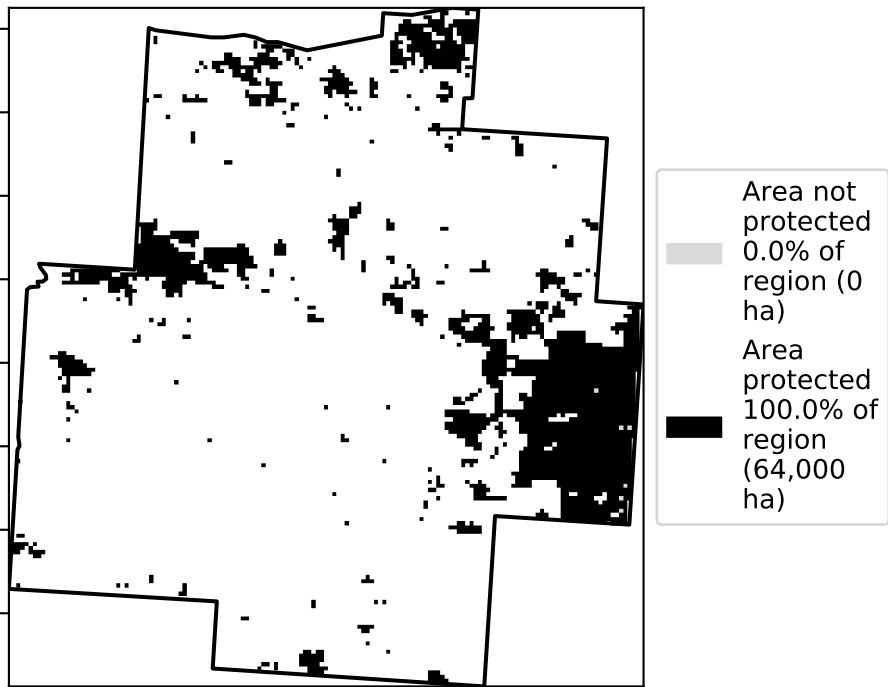 Area not
protected
0.0% of
region (0
ha)
Area
protected
100.0% of
region
(64,000
ha)